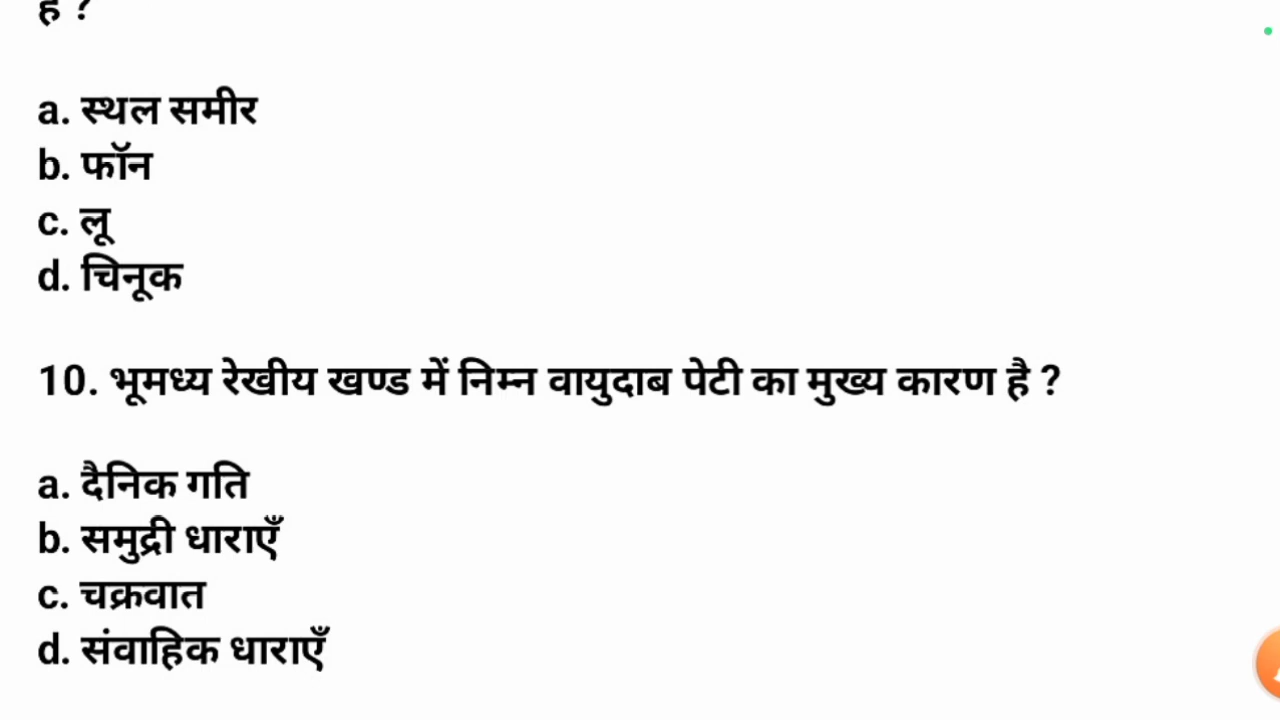 है ?
a. स्थल समीर
b. फॉन
c. लू
d. चिनूक
10. भूमध्य रेखीय खण्ड में निम्न वायुदाब पेटी का मुख्य कारण है ?
a. दैनिक गति
b. समुद्री धाराएँ
c. चक्रवात
d. संवाहिक धाराएँ